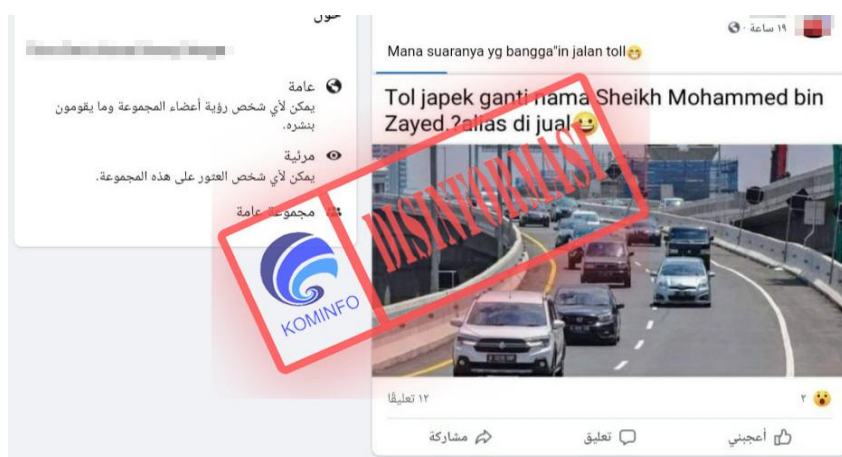 حول
عامة
يمكن لأي شخص رؤية أعضاء المجموعة وما يقومون
بنشره.
مرئية
يمكن لأي شخص العثور على هذه المجموعة.
مجموعة عامة
١٩ ساعة ·
Mana suaranya yg bangga"in jalan toll😁
Tol japek ganti nama Sheikh Mohammed bin
Zayed.?alias di jual😀
DISINFORMASI
KOMINFO
٢ 😮
١٢ تعليقًا
أعجبني
تعليق
مشاركة